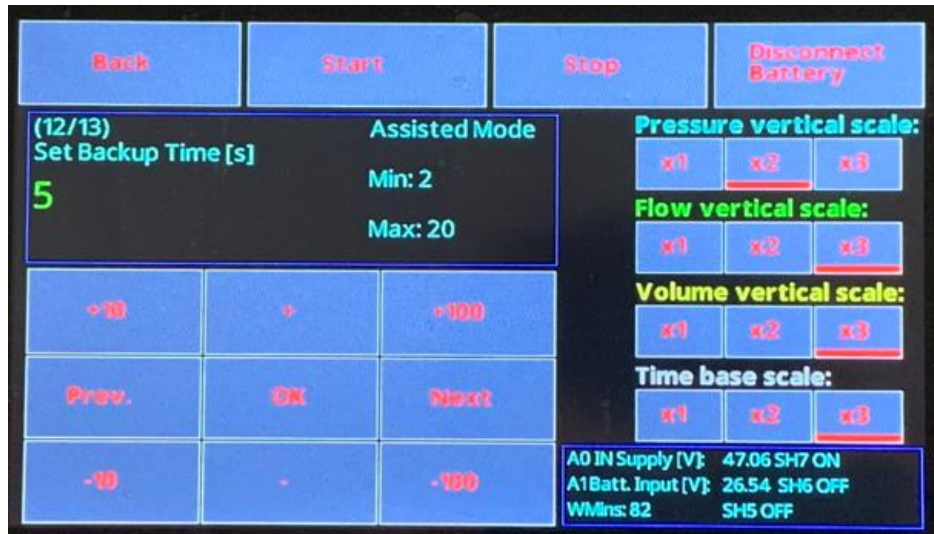 Back Start Stop Disconnect
Battery
(12/13) Assisted Mode
Set Backup Time [s]
5
Min: 2
Max: 20
Pressure vertical scale:
x1 x2 x3
Flow vertical scale:
x1 x2 x3
Volume vertical scale:
x1 x2 x3
Time base scale:
x1 x2 x3
+10 + +100
Prev. OK Next
-10 - -100
A0 IN Supply [V]: 47.06 SH7 ON
A1 Batt. Input [V]: 26.54 SH6 OFF
WMins: 82 SH5 OFF